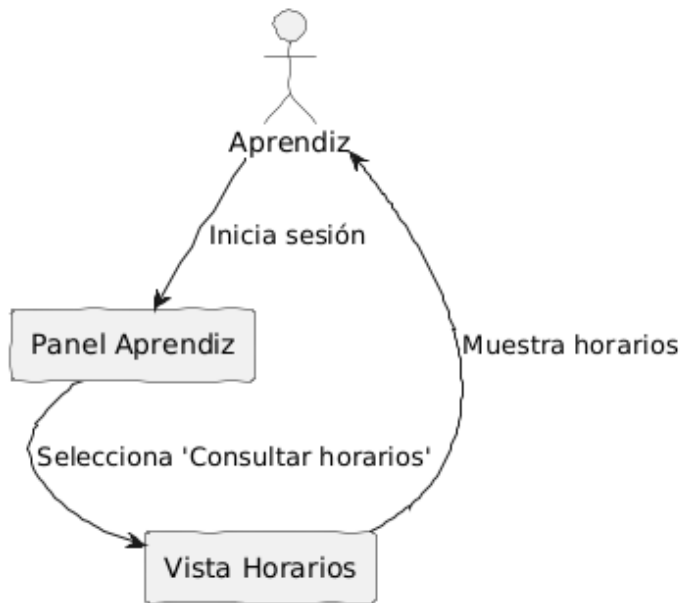 Aprendiz
Inicia sesión
Panel Aprendiz
Muestra horarios
Selecciona 'Consultar horarios'
Vista Horarios